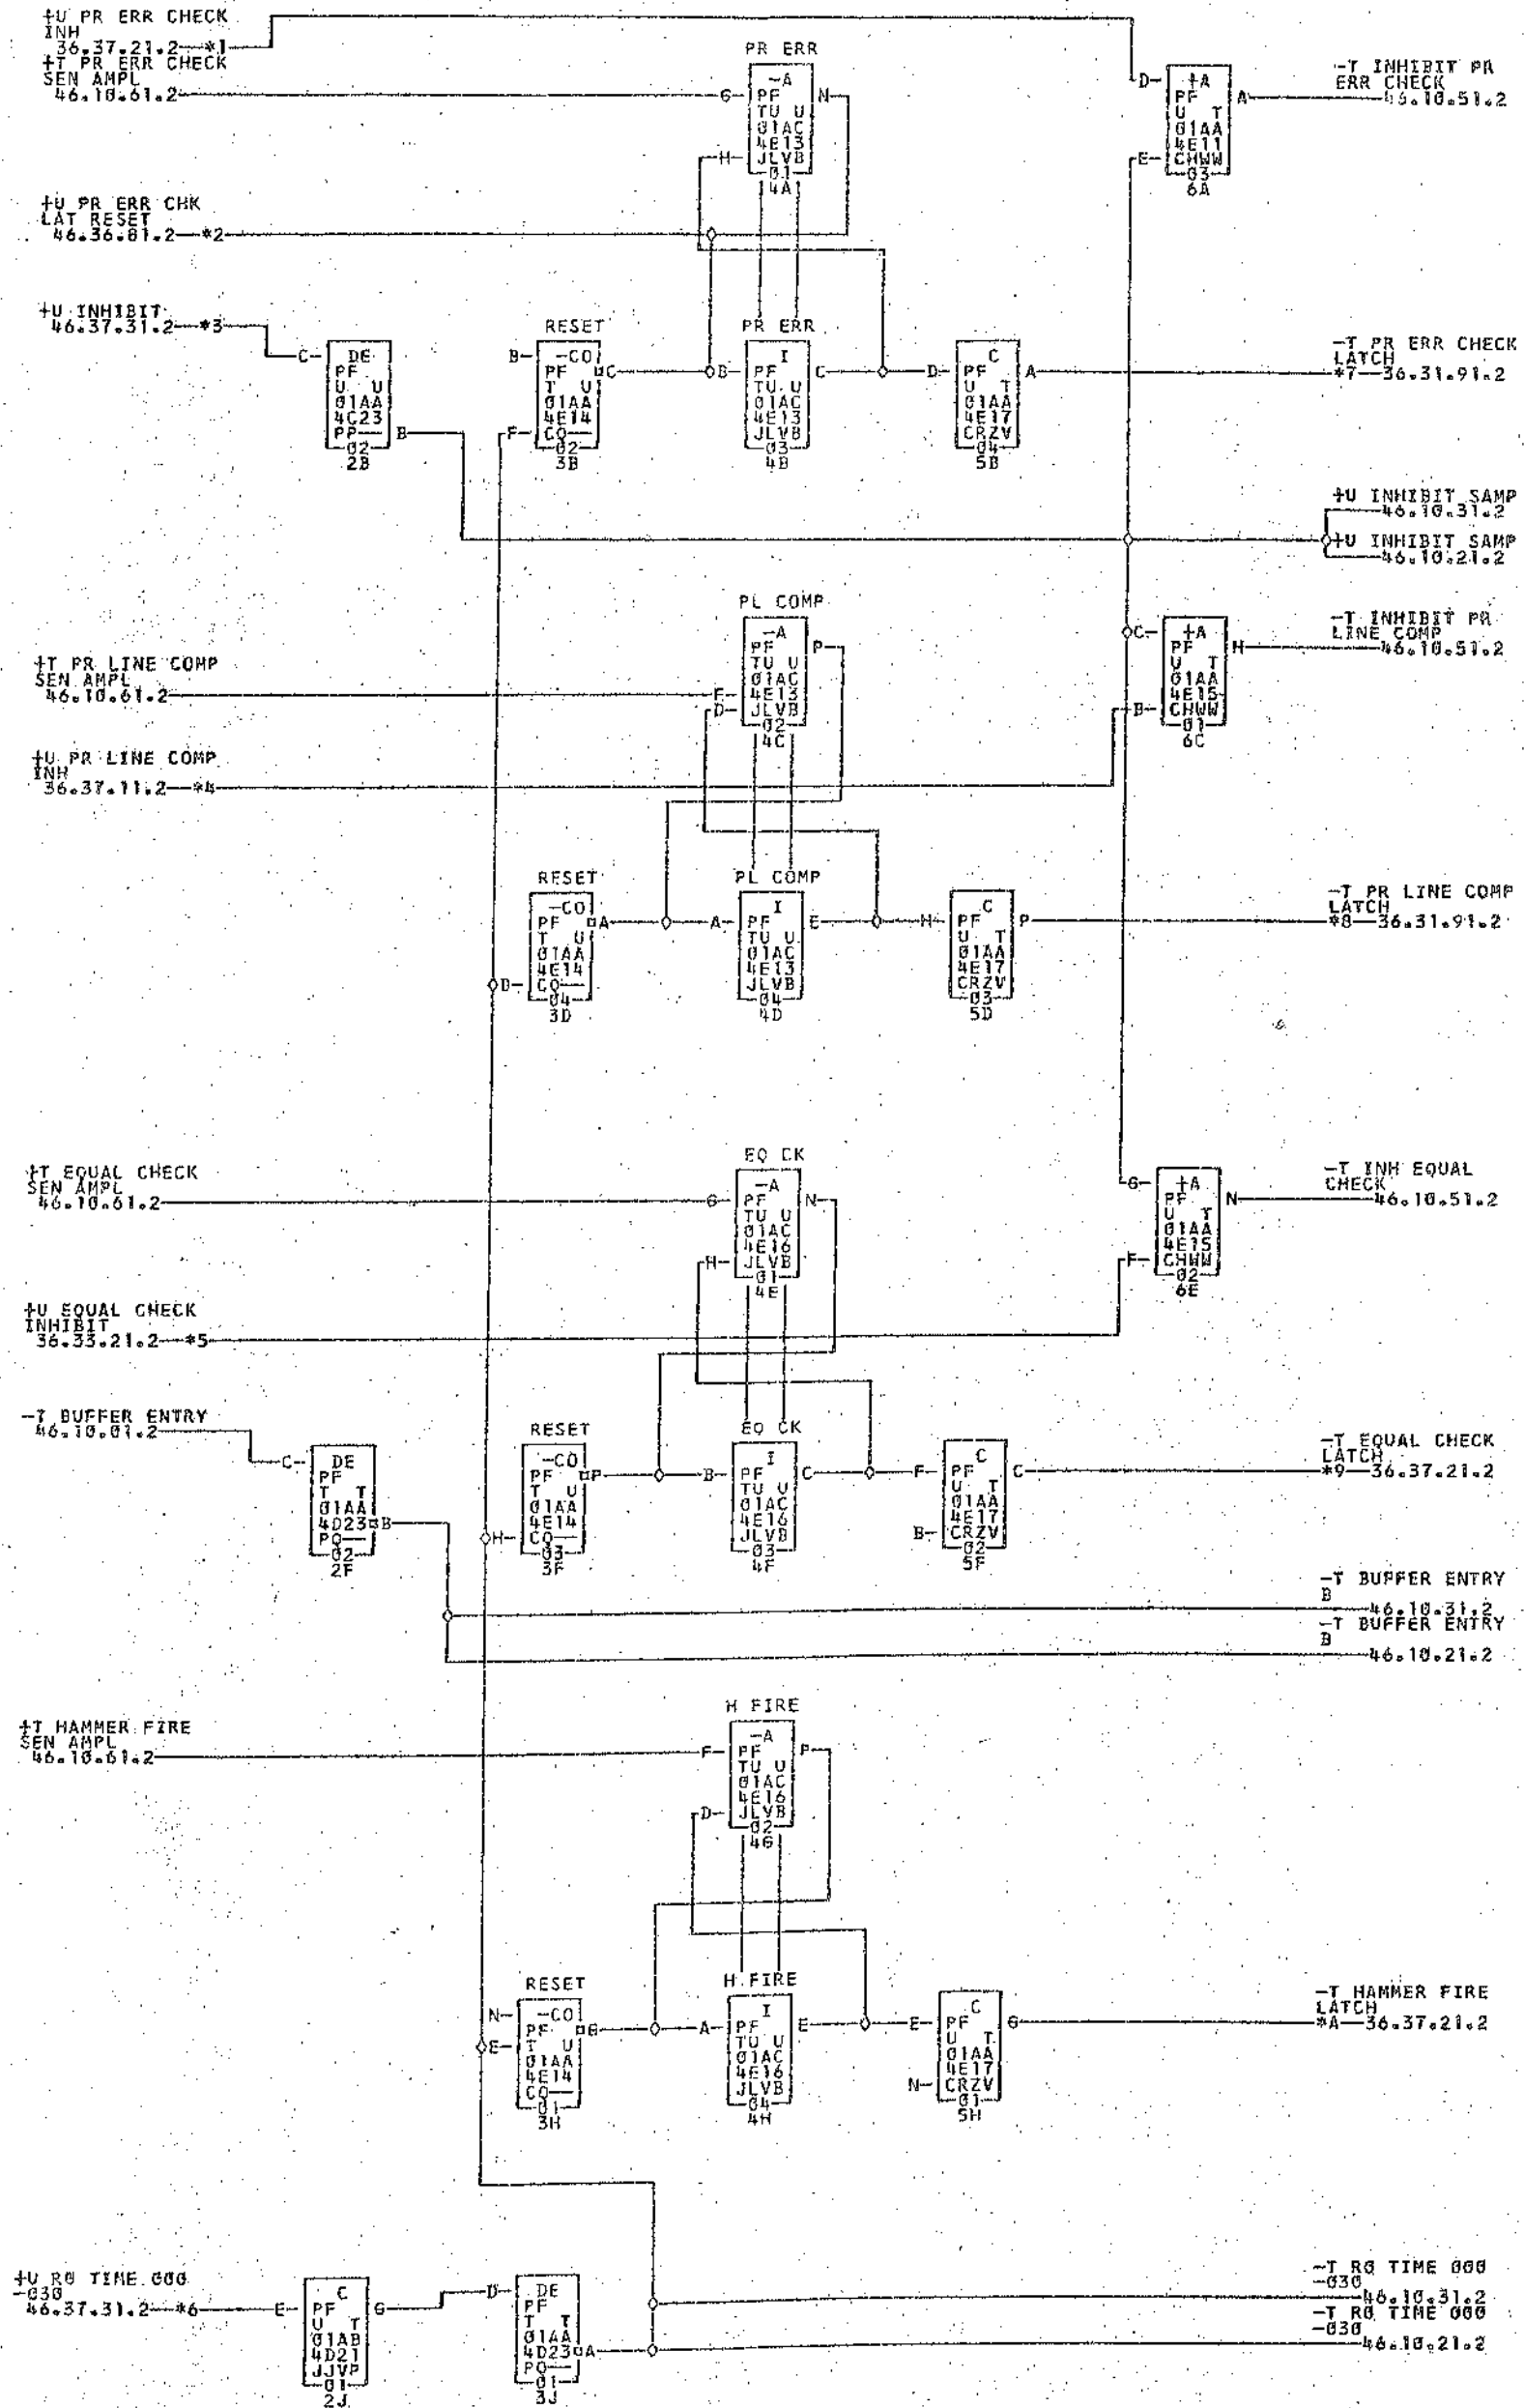 +U PR ERR CHECK
INH
36.37.21.2—*1
+T PR ERR CHECK
SEN AMPL
46.10.61.2
PR ERR
G
-A
PF N
TU U
01AC
4E13
H JLVB
01
4A
D
+A
PF A
U T
01AA
4E11
E CHWW
03
6A
-T INHIBIT PR
ERR CHECK
46.10.51.2
+U PR ERR CHK
LAT RESET
46.36.81.2—*2
+U INHIBIT
46.37.31.2—*3
C DE
PF
U U
01AA
4C23
PP— B
02
2B
RESET
B -CO
PF C
T U
01AA
4E14
F CQ—
02
3B
PR ERR
I
B PF C
TU U
01AC
4E13
JLVB
03
4B
C
D PF A
U T
01AA
4E17
CRZV
04
5B
-T PR ERR CHECK
LATCH
*7—36.31.91.2
+U INHIBIT SAMP
46.10.31.2
+U INHIBIT SAMP
46.10.21.2
PL COMP
-A
PF P
TU U
01AC
F 4E13
D JLVB
02
4C
C +A
PF H
U T
01AA
4E15
B CHWW
01
6C
-T INHIBIT PR
LINE COMP
46.10.51.2
+T PR LINE COMP
SEN AMPL
46.10.61.2
+U PR LINE COMP
INH
36.37.11.2—*4
RESET
-CO
PF A
T U
01AA
4E14
D CQ—
04
3D
PL COMP
I
A PF E
TU U
01AC
4E13
JLVB
04
4D
C
H PF P
U T
01AA
4E17
CRZV
03
5D
-T PR LINE COMP
LATCH
*8—36.31.91.2
+T EQUAL CHECK
SEN AMPL
46.10.61.2
EQ CK
-A
G PF N
TU U
01AC
4E16
H JLVB
01
4E
G +A
PF N
U T
01AA
4E15
F CHWW
02
6E
-T INH EQUAL
CHECK
46.10.51.2
+U EQUAL CHECK
INHIBIT
36.33.21.2—*5
-T BUFFER ENTRY
46.10.01.2
C DE
PF
T T
01AA
4D23 B
PQ—
02
2F
RESET
-CO
PF P
T U
01AA
4E14
H CQ—
03
3F
EQ CK
I
B PF C
TU U
01AC
4E16
JLVB
03
4F
C
F PF C
U T
01AA
4E17
B CRZV
02
5F
-T EQUAL CHECK
LATCH
*9—36.37.21.2
-T BUFFER ENTRY
B
46.10.31.2
-T BUFFER ENTRY
B
46.10.21.2
+T HAMMER FIRE
SEN AMPL
46.10.61.2
H FIRE
-A
F PF P
TU U
01AC
4E16
D JLVB
02
4G
RESET
N -CO
PF G
E T U
01AA
4E14
CQ—
01
3H
H FIRE
I
A PF E
TU U
01AC
4E16
JLVB
04
4H
C
E PF G
U T
01AA
4E17
N CRZV
01
5H
-T HAMMER FIRE
LATCH
*A—36.37.21.2
+U RQ TIME 000
-030
46.37.31.2—*6
C
E PF G
U T
01AB
4D21
JJVP
01
2J
D DE
PF
T T
01AA
4D23 A
PQ—
01
3J
-T RQ TIME 000
-030
46.10.31.2
-T RQ TIME 000
-030
46.10.21.2